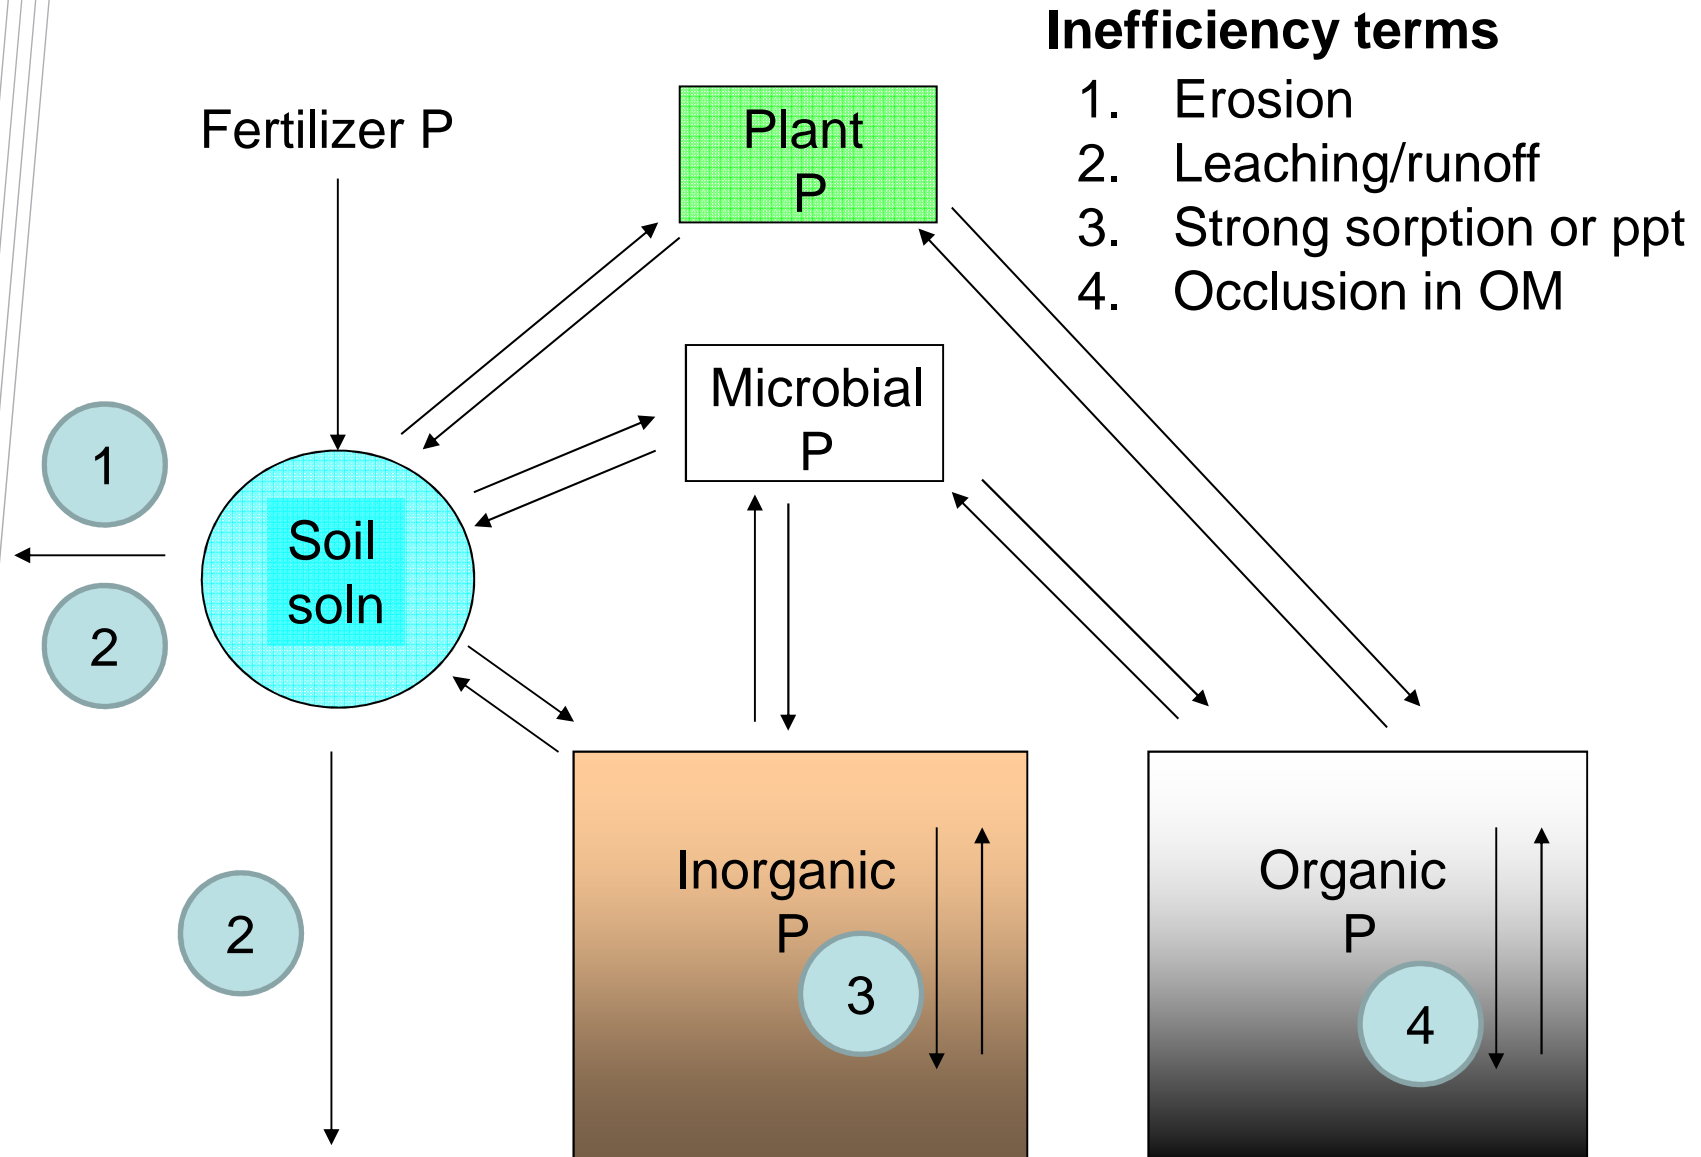 Inefficiency terms
1. Erosion
2. Leaching/runoff
3. Strong sorption or ppt
4. Occlusion in OM
Fertilizer P
Plant
P
Microbial
P
1
Soil
soln
2
2
Inorganic
P
3
Organic
P
4